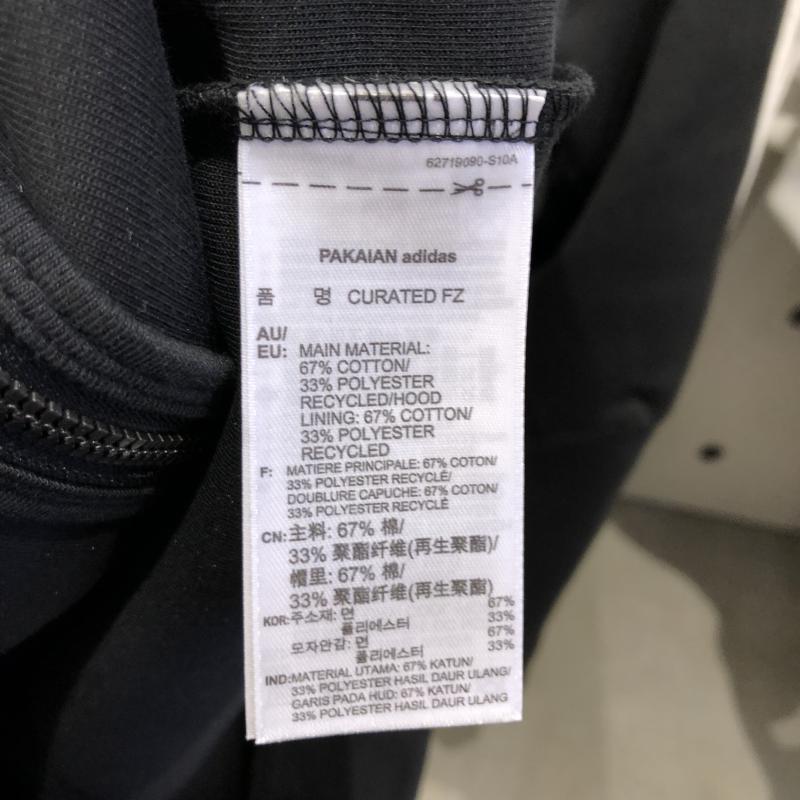 62719090-S10A
PAKAIAN adidas
품 명 CURATED FZ
AU/
EU: MAIN MATERIAL:
67% COTTON/
33% POLYESTER
RECYCLED/HOOD
LINING: 67% COTTON/
33% POLYESTER
RECYCLED
F: MATIERE PRINCIPALE: 67% COTON/
33% POLYESTER RECYCLÉ/
DOUBLURE CAPUCHE: 67% COTON/
33% POLYESTER RECYCLÉ
CN:主料: 67% 棉/
33% 聚酯纤维(再生聚酯)/
帽里: 67% 棉/
33% 聚酯纤维(再生聚酯)
KOR:주소재: 면 67%
폴리에스터 33%
모자안감: 면 67%
폴리에스터 33%
IND:MATERIAL UTAMA: 67% KATUN/
33% POLYESTER HASIL DAUR ULANG/
GARIS PADA HUD: 67% KATUN/
33% POLYESTER HASIL DAUR ULANG